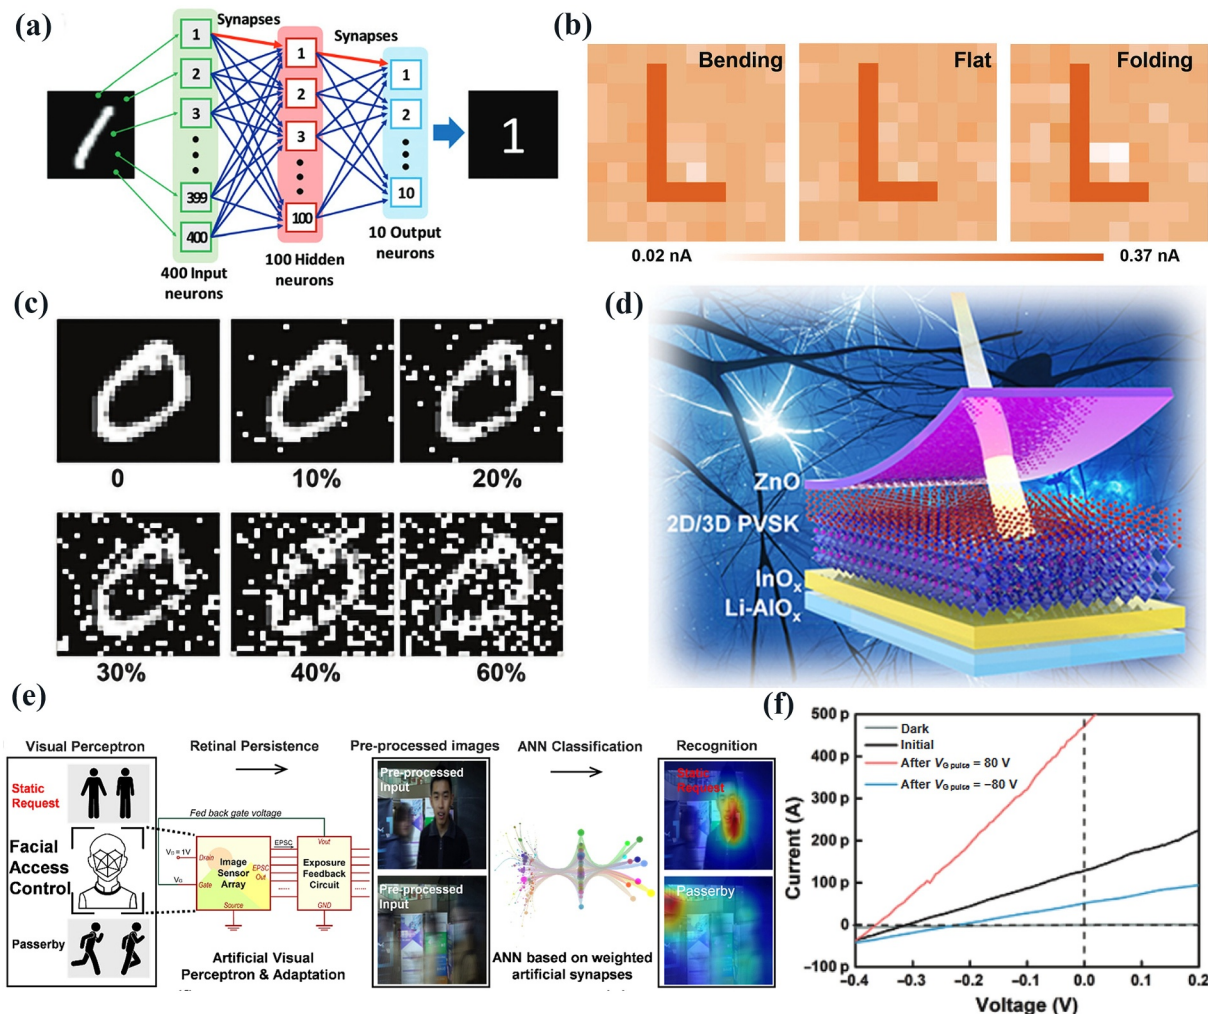 (a)
Synapses
Synapses
1
2
3
399
400
1
2
3
100
1
2
10
1
400 Input
neurons
100 Hidden
neurons
10 Output
neurons
(b)
Bending
Flat
Folding
0.02 nA
0.37 nA
(c)
0
10%
20%
30%
40%
60%
(d)
ZnO
2D/3D PVSK
InOx
Li-AlOx
(e)
Visual Perceptron
Retinal Persistence
Pre-processed images
ANN Classification
Recognition
Static
Request
Facial
Access
Control
Passerby
Fed back gate voltage
VD = 1V
VG
Drain
Gate
Source
Image
Sensor
Array
EPSC
EPSC
Out
Vout
Exposure
Feedback
Circuit
GND
Artificial Visual
Perceptron & Adaptation
Pre-processed
Input
Pre-processed
Input
ANN based on weighted
artificial synapses
Static
Request
Passerby
(f)
500 p
400 p
300 p
200 p
100 p
0
−100 p
Current (A)
Dark
Initial
After VG pulse = 80 V
After VG pulse = −80 V
−0.4
−0.3
−0.2
−0.1
0.0
0.1
0.2
Voltage (V)